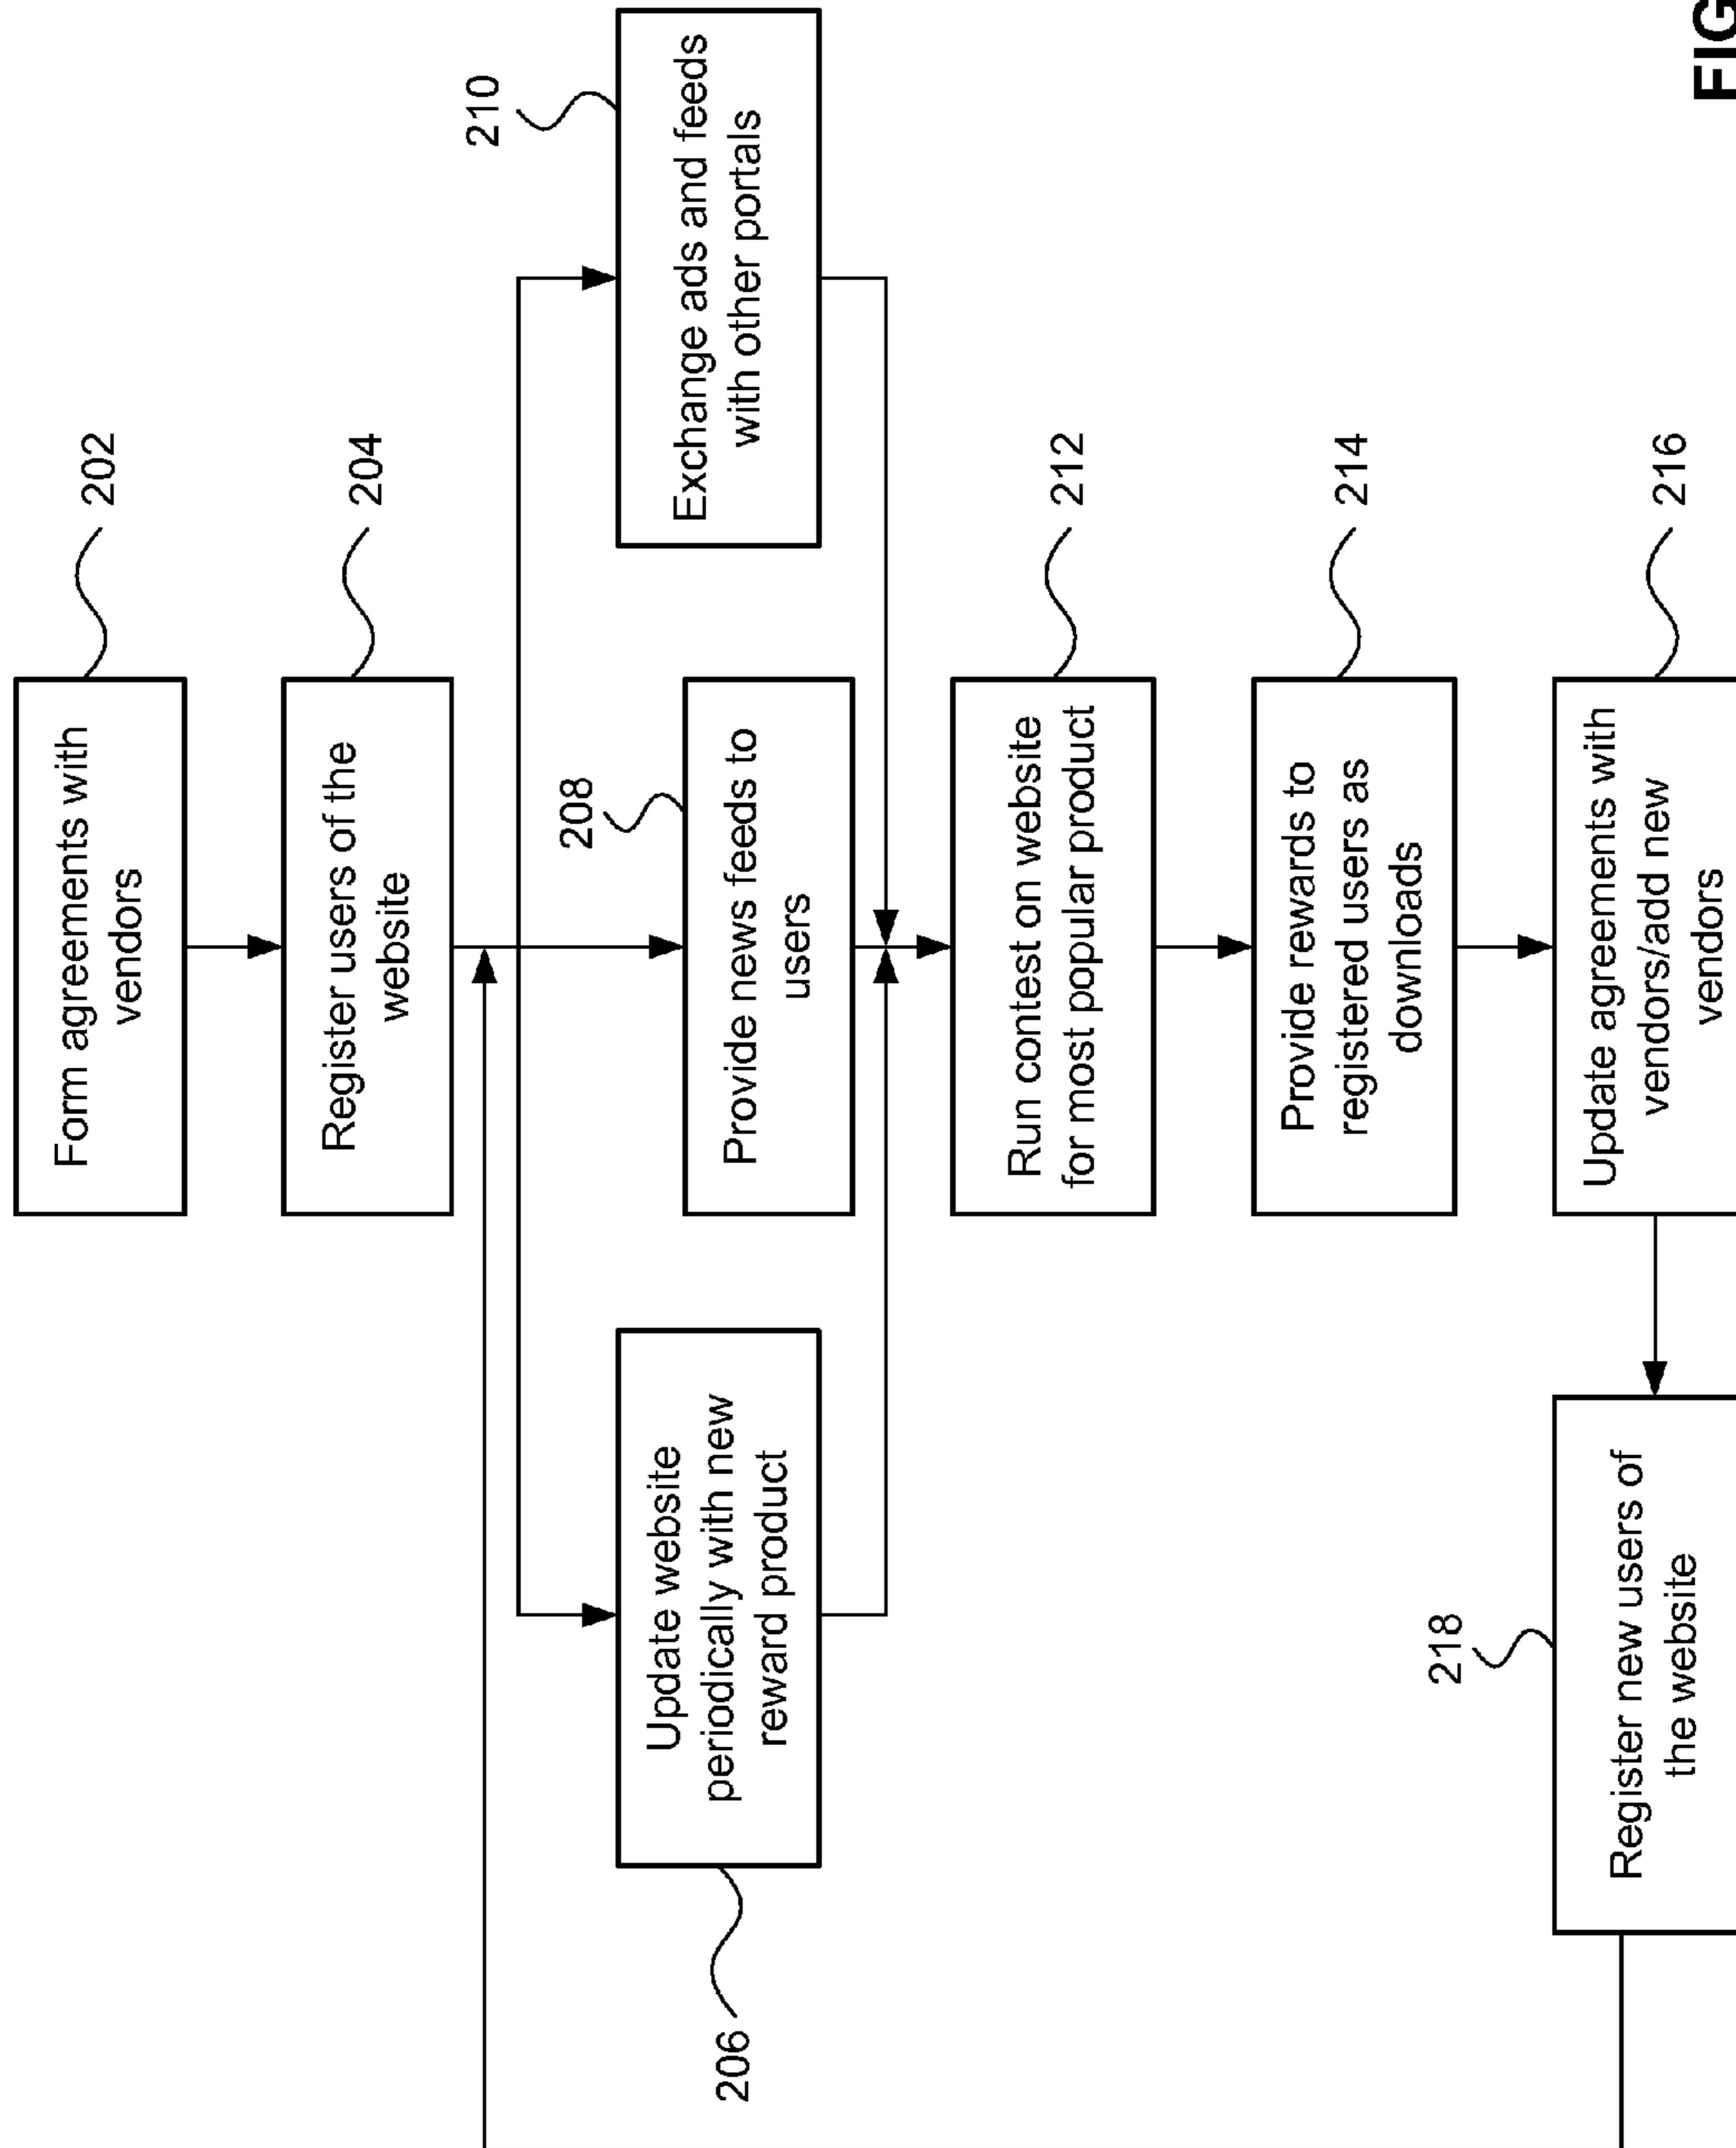 Form agreements with
vendors
202
Register users of the
website
204
Update website
periodically with new
reward product
206
Provide news feeds to
users
208
Exchange ads and feeds
with other portals
210
Run contest on website
for most popular product
212
Provide rewards to
registered users as
downloads
214
Update agreements with
vendors/add new
vendors
216
Register new users of
the website
218
FIG